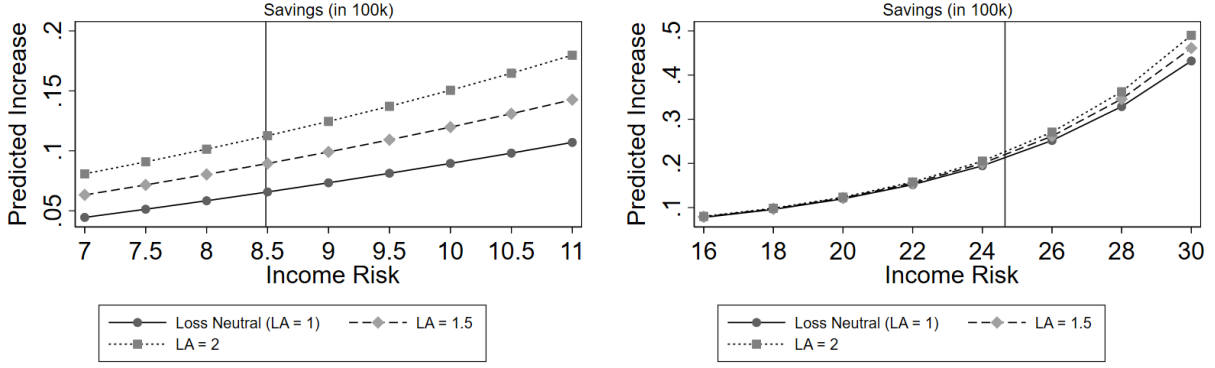 Savings (in 100k)
Predicted Increase
.2
.15
.1
.05
7 7.5 8 8.5 9 9.5 10 10.5 11
Income Risk
Loss Neutral (LA = 1) LA = 1.5
LA = 2
Savings (in 100k)
Predicted Increase
.5
.4
.3
.2
.1
16 18 20 22 24 26 28 30
Income Risk
Loss Neutral (LA = 1) LA = 1.5
LA = 2